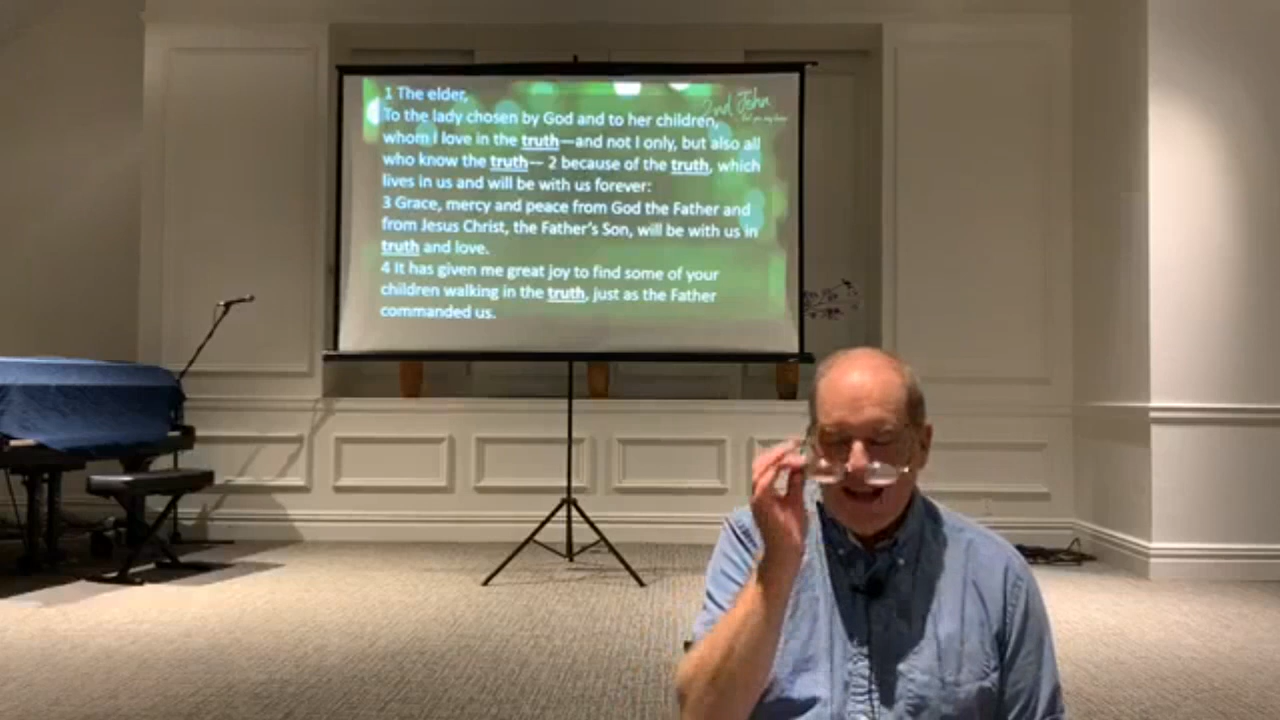 1 The elder,
To the lady chosen by God and to her children,
whom I love in the truth—and not I only, but also all
who know the truth— 2 because of the truth, which
lives in us and will be with us forever:
3 Grace, mercy and peace from God the Father and
from Jesus Christ, the Father's Son, will be with us in
truth and love.
4 It has given me great joy to find some of your
children walking in the truth, just as the Father
commanded us.
2nd John